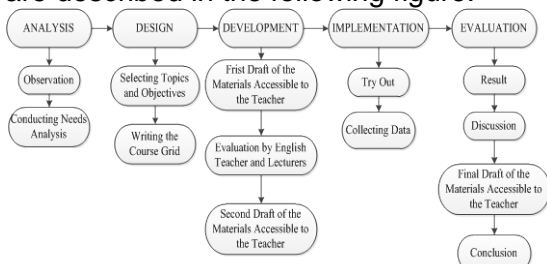 are described in the following figure.
ANALYSIS
DESIGN
DEVELOPMENT
IMPLEMENTATION
EVALUATION
Observation
Conducting Needs
Analysis
Selecting Topics
and Objectives
Writing the
Course Grid
Frist Draft of the
Materials Accessible to
the Teacher
Evaluation by English
Teacher and Lecturers
Second Draft of the
Materials Accessible to
the Teacher
Try Out
Collecting Data
Result
Discussion
Final Draft of the
Materials Accessible to
the Teacher
Conclusion